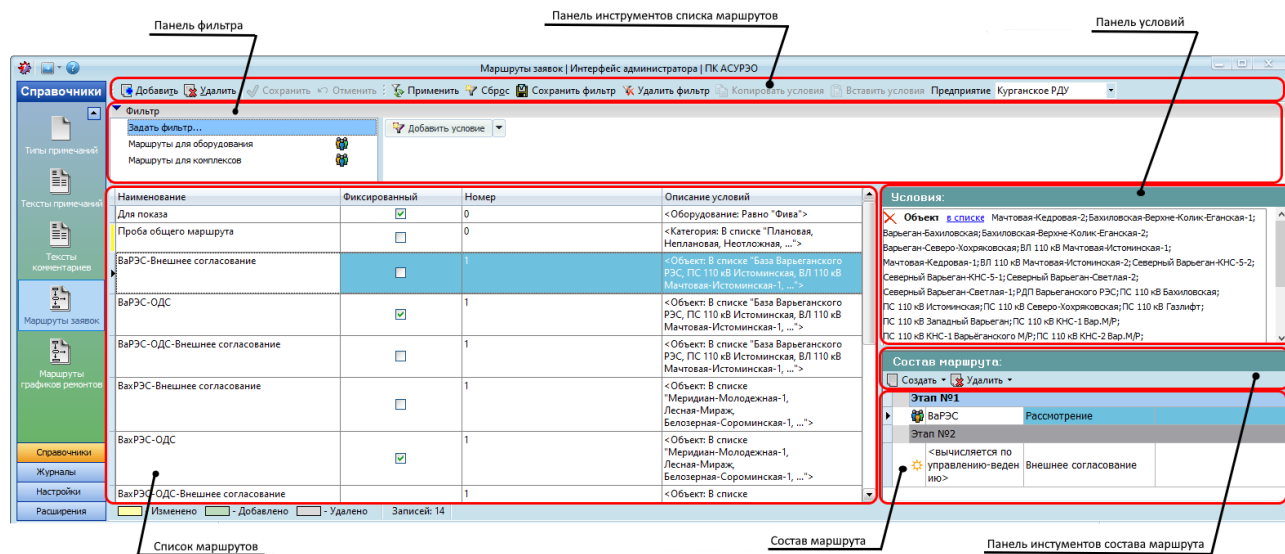 Панель фильтра
Панель инструментов списка маршрутов
Панель условий
Маршруты заявок | Интерфейс администратора | ПК АСУРЭО
Справочники
Добавить Удалить Сохранить Отменить Применить Сброс Сохранить фильтр Удалить фильтр Копировать условия Вставить условия Предприятие Курганское РДУ
Фильтр
Задать фильтр...
Маршруты для оборудования
Маршруты для комплексов
Добавить условие
Типы примечаний
Тексты примечаний
Тексты
комментариев
Маршруты заявок
Маршруты
графиков ремонтов
Справочники
Журналы
Настройки
Расширения
Наименование Фиксированный Номер Описание условий
Для показа 0 <Оборудование: Равно "Фива">
Проба общего маршрута 0 <Категория: В списке "Плановая,
Неплановая, Неотложная, ...">
ВаРЭС-Внешнее согласование 1 <Объект: В списке "База Варьеганского
РЭС, ПС 110 кВ Истоминская, ВЛ 110 кВ
Мачтовая-Истоминская-1, ...">
ВаРЭС-ОДС 1 <Объект: В списке "База Варьеганского
РЭС, ПС 110 кВ Истоминская, ВЛ 110 кВ
Мачтовая-Истоминская-1, ...">
ВаРЭС-ОДС-Внешнее согласование 1 <Объект: В списке "База Варьеганского
РЭС, ПС 110 кВ Истоминская, ВЛ 110 кВ
Мачтовая-Истоминская-1, ...">
ВахРЭС-Внешнее согласование 1 <Объект: В списке
"Меридиан-Молодежная-1,
Лесная-Мираж,
Белозерная-Сороминская-1, ...">
ВахРЭС-ОДС 1 <Объект: В списке
"Меридиан-Молодежная-1,
Лесная-Мираж,
Белозерная-Сороминская-1, ...">
ВахРЭС-ОДС-Внешнее согласование 1 <Объект: В списке
- Изменено - Добавлено - Удалено Записей: 14
Условия:
Объект в списке Мачтовая-Кедровая-2;Бахиловская-Верхне-Колик-Еганская-1;
Варьеган-Бахиловская;Бахиловская-Верхне-Колик-Еганская-2;
Варьеган-Северо-Хохряковская;ВЛ 110 кВ Мачтовая-Истоминская-1;
Мачтовая-Кедровая-1;ВЛ 110 кВ Мачтовая-Истоминская-2;Северный Варьеган-КНС-5-2;
Северный Варьеган-КНС-5-1;Северный Варьеган-Светлая-2;
Северный Варьеган-Светлая-1;РДП Варьеганского РЭС;ПС 110 кВ Бахиловская;
ПС 110 кВ Истоминская;ПС 110 кВ Северо-Хохряковская;ПС 110 кВ Газлифт;
ПС 110 кВ Западный Варьеган;ПС 110 кВ КНС-1 Вар.М/Р;
ПС 110 кВ КНС-1 Варьёганского М/Р;ПС 110 кВ КНС-2 Вар.М/Р;
Состав маршрута:
Создать Удалить
Этап №1
ВаРЭС Рассмотрение
Этап №2
<вычисляется по
управлению-веден Внешнее согласование
ию>
Список маршрутов
Состав маршрута
Панель инстументов состава маршрута